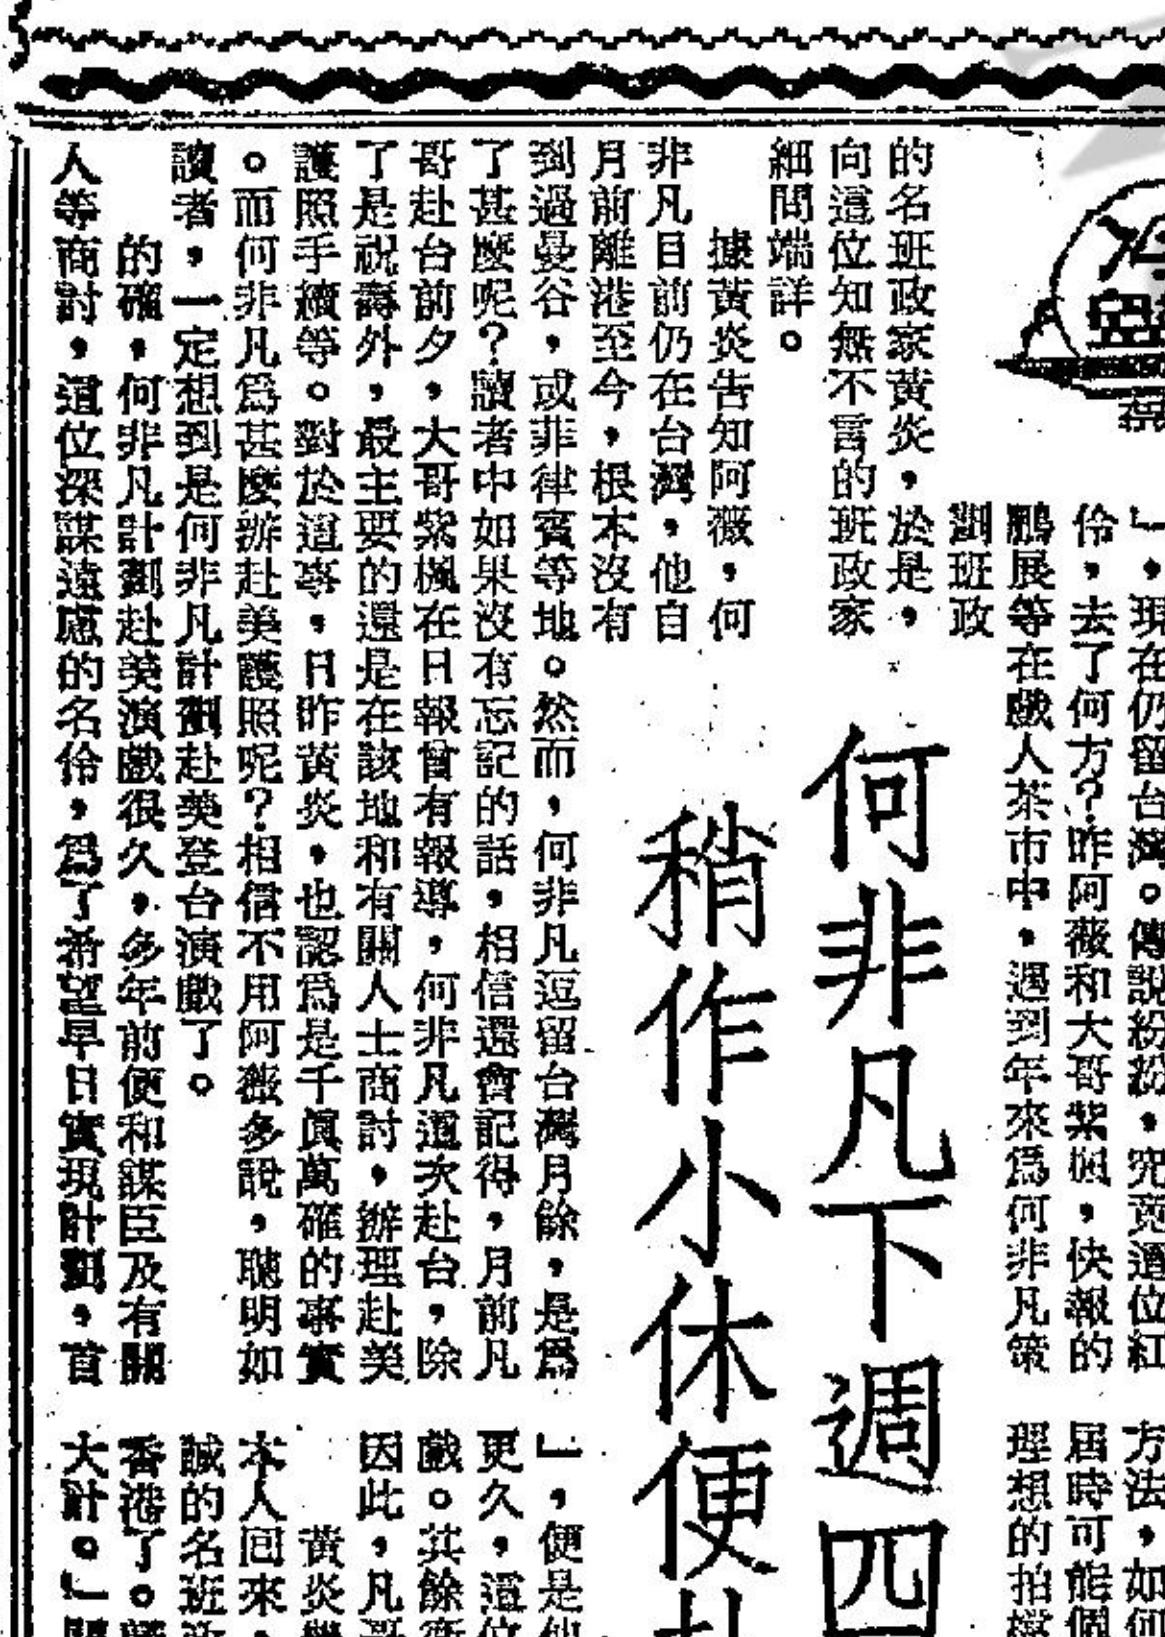 」，現在仍留台灣。傳說紛紛，究竟這位紅
伶，去了何方？昨阿薇和大哥紫楓，快報的
鵬展等在戲人茶市中，遇到年來爲何非凡策
劃班政
的名班政家黃炎，於是，
向這位知無不言的班政家
細問端詳。
據黃炎告知阿薇，何
非凡目前仍在台灣，他自
月前離港至今，根本沒有
到過曼谷，或菲律賓等地。然而，何非凡逗留台灣月餘，是爲
了甚麼呢？讀者中如果沒有忘記的話，相信還會記得，月前凡
哥赴台前夕，大哥紫楓在日報曾有報導，何非凡這次赴台，除
了是祝壽外，最主要的還是在該地和有關人士商討，辦理赴美
護照手續等。對於這事，日昨黃炎，也認爲是千眞萬確的事實
。而何非凡爲甚麼辦赴美護照呢？相信不用阿薇多說，聰明如
讀者，一定想到是何非凡計劃赴美登台演戲了。
的確，何非凡計劃赴美演戲很久，多年前便和謀臣及有關
人等商討，這位深謀遠慮的名伶，爲了希望早日實現計劃，首
何非凡下週四
稍作小休便
方法，如何
屆時可能個
理想的拍
」，便是他
更久，這位
戲。其餘
因此，凡哥
黃炎
本人回來，
誠的名班政
香港了。
大計。」